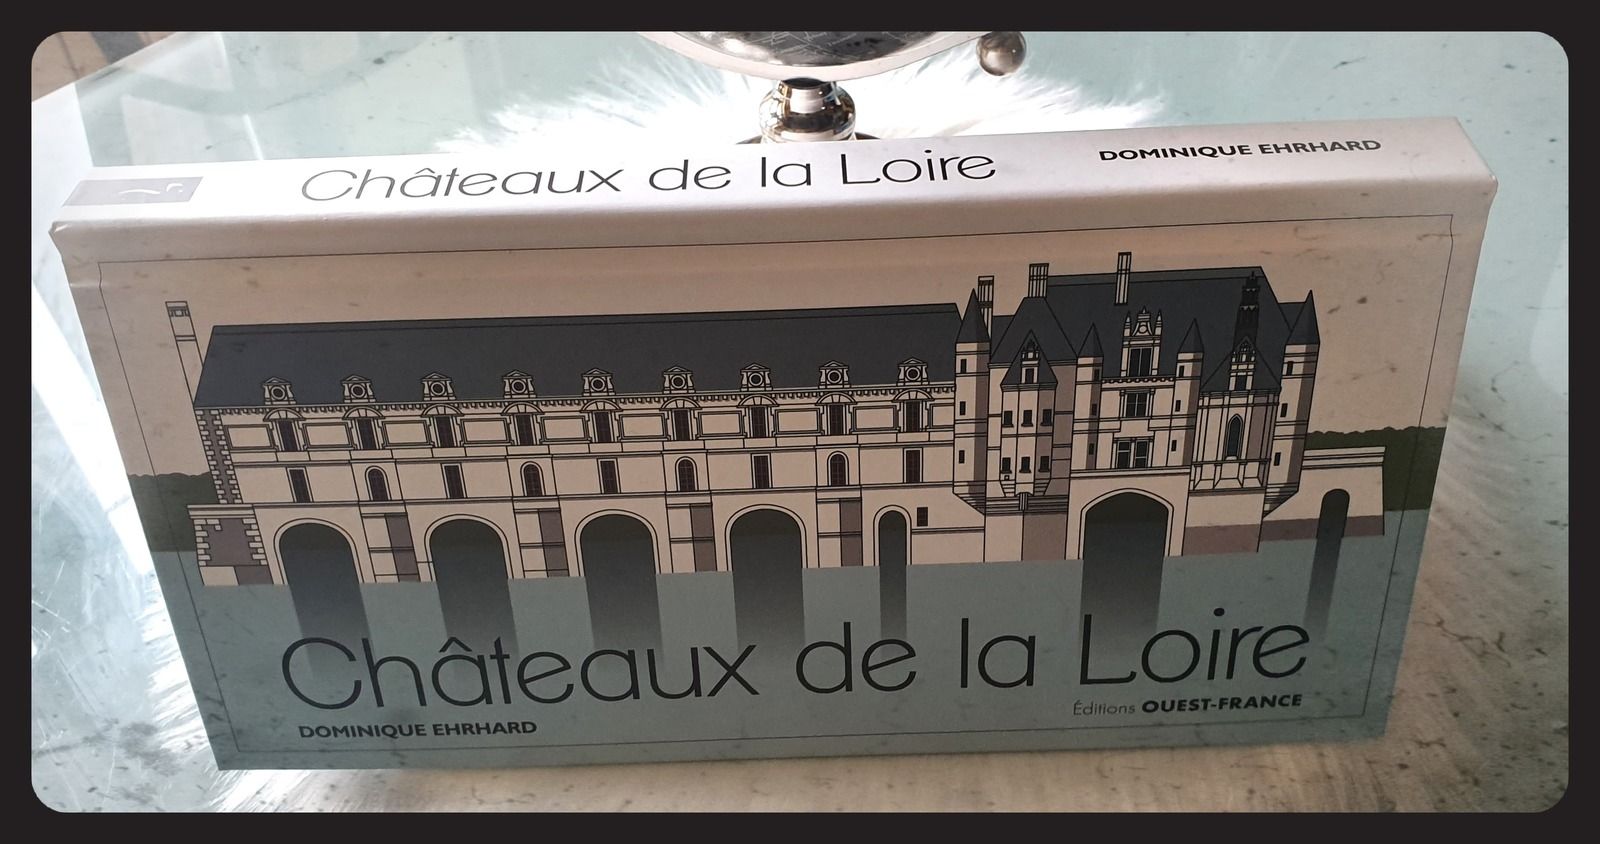 Châteaux de la Loire
DOMINIQUE EHRHARD
Châteaux de la Loire
DOMINIQUE EHRHARD
Éditions OUEST-FRANCE